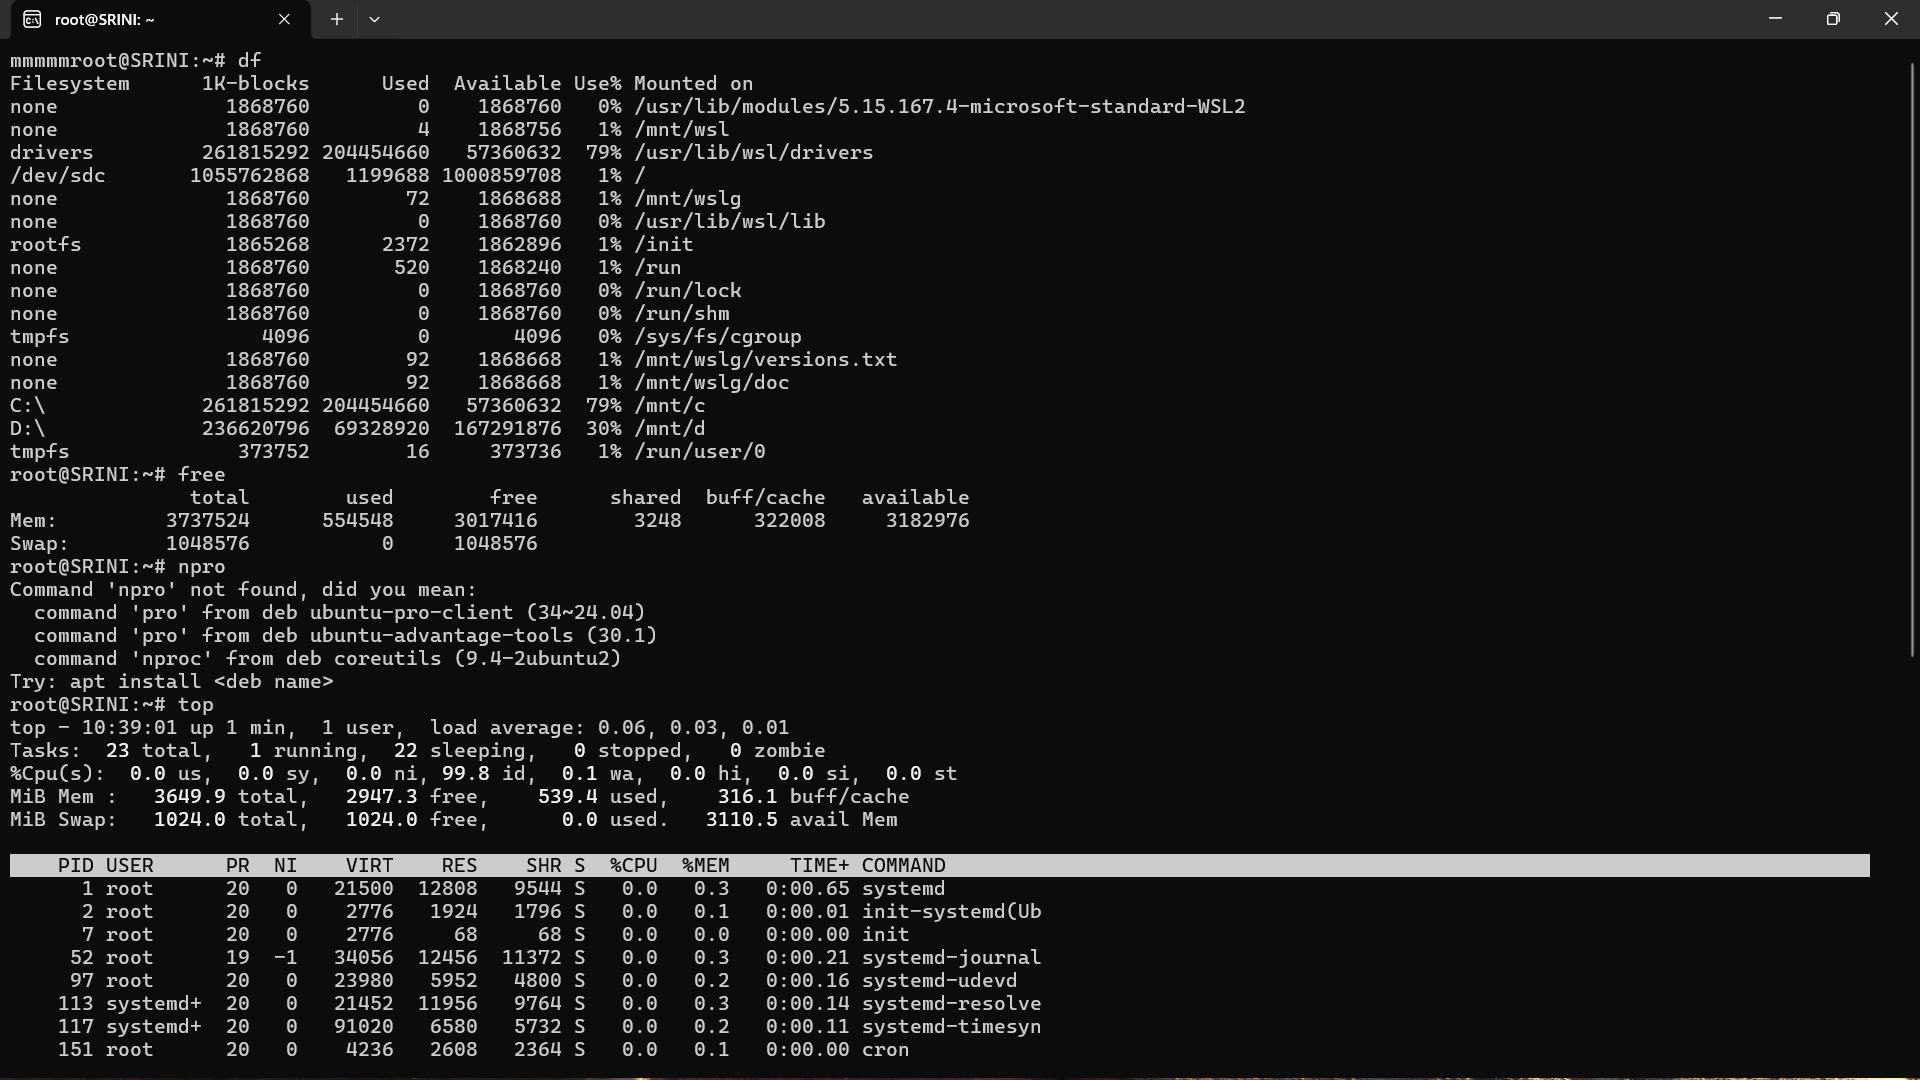 root@SRINI: ~
mmmmmroot@SRINI:~# df
Filesystem      1K-blocks      Used  Available Use% Mounted on
none              1868760         0    1868760   0% /usr/lib/modules/5.15.167.4-microsoft-standard-WSL2
none              1868760         4    1868756   1% /mnt/wsl
drivers         261815292 204454660   57360632  79% /usr/lib/wsl/drivers
/dev/sdc       1055762868   1199688 1000859708   1% /
none              1868760        72    1868688   1% /mnt/wslg
none              1868760         0    1868760   0% /usr/lib/wsl/lib
rootfs            1865268      2372    1862896   1% /init
none              1868760       520    1868240   1% /run
none              1868760         0    1868760   0% /run/lock
none              1868760         0    1868760   0% /run/shm
tmpfs                4096         0       4096   0% /sys/fs/cgroup
none              1868760        92    1868668   1% /mnt/wslg/versions.txt
none              1868760        92    1868668   1% /mnt/wslg/doc
C:\             261815292 204454660   57360632  79% /mnt/c
D:\             236620796  69328920  167291876  30% /mnt/d
tmpfs              373752        16     373736   1% /run/user/0
root@SRINI:~# free
               total        used        free      shared  buff/cache   available
Mem:         3737524      554548     3017416        3248      322008     3182976
Swap:        1048576           0     1048576
root@SRINI:~# npro
Command 'npro' not found, did you mean:
  command 'pro' from deb ubuntu-pro-client (34~24.04)
  command 'pro' from deb ubuntu-advantage-tools (30.1)
  command 'nproc' from deb coreutils (9.4-2ubuntu2)
Try: apt install <deb name>
root@SRINI:~# top
top - 10:39:01 up 1 min,  1 user,  load average: 0.06, 0.03, 0.01
Tasks:  23 total,   1 running,  22 sleeping,   0 stopped,   0 zombie
%Cpu(s):  0.0 us,  0.0 sy,  0.0 ni, 99.8 id,  0.1 wa,  0.0 hi,  0.0 si,  0.0 st
MiB Mem :   3649.9 total,   2947.3 free,    539.4 used,    316.1 buff/cache
MiB Swap:   1024.0 total,   1024.0 free,      0.0 used.   3110.5 avail Mem
    PID USER      PR  NI    VIRT    RES    SHR S  %CPU  %MEM     TIME+ COMMAND
      1 root      20   0   21500  12808   9544 S   0.0   0.3   0:00.65 systemd
      2 root      20   0    2776   1924   1796 S   0.0   0.1   0:00.01 init-systemd(Ub
      7 root      20   0    2776     68     68 S   0.0   0.0   0:00.00 init
     52 root      19  -1   34056  12456  11372 S   0.0   0.3   0:00.21 systemd-journal
     97 root      20   0   23980   5952   4800 S   0.0   0.2   0:00.16 systemd-udevd
    113 systemd+  20   0   21452  11956   9764 S   0.0   0.3   0:00.14 systemd-resolve
    117 systemd+  20   0   91020   6580   5732 S   0.0   0.2   0:00.11 systemd-timesyn
    151 root      20   0    4236   2608   2364 S   0.0   0.1   0:00.00 cron